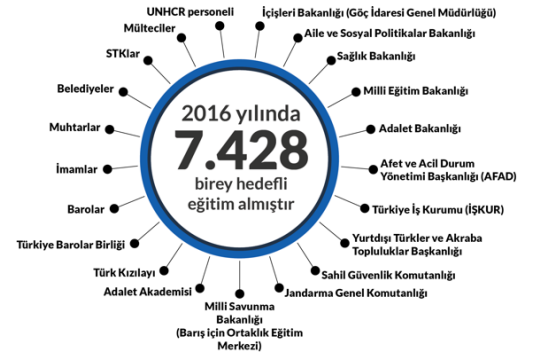 2016 yılında
7.428
birey hedefli
eğitim almıştır
İçişleri Bakanlığı (Göç İdaresi Genel Müdürlüğü)
Aile ve Sosyal Politikalar Bakanlığı
Sağlık Bakanlığı
Milli Eğitim Bakanlığı
Adalet Bakanlığı
Afet ve Acil Durum
Yönetimi Başkanlığı (AFAD)
Türkiye İş Kurumu (İŞKUR)
Yurtdışı Türkler ve Akraba
Topluluklar Başkanlığı
Sahil Güvenlik Komutanlığı
Jandarma Genel Komutanlığı
Milli Savunma
Bakanlığı
(Barış için Ortaklık Eğitim
Merkezi)
Adalet Akademisi
Türk Kızılayı
Türkiye Barolar Birliği
Barolar
İmamlar
Muhtarlar
Belediyeler
STKlar
Mülteciler
UNHCR personeli